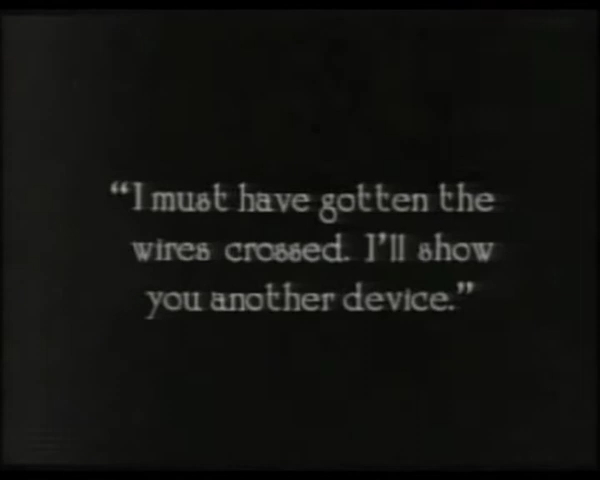 “I must have gotten the
wires crossed. I’ll show
you another device.”